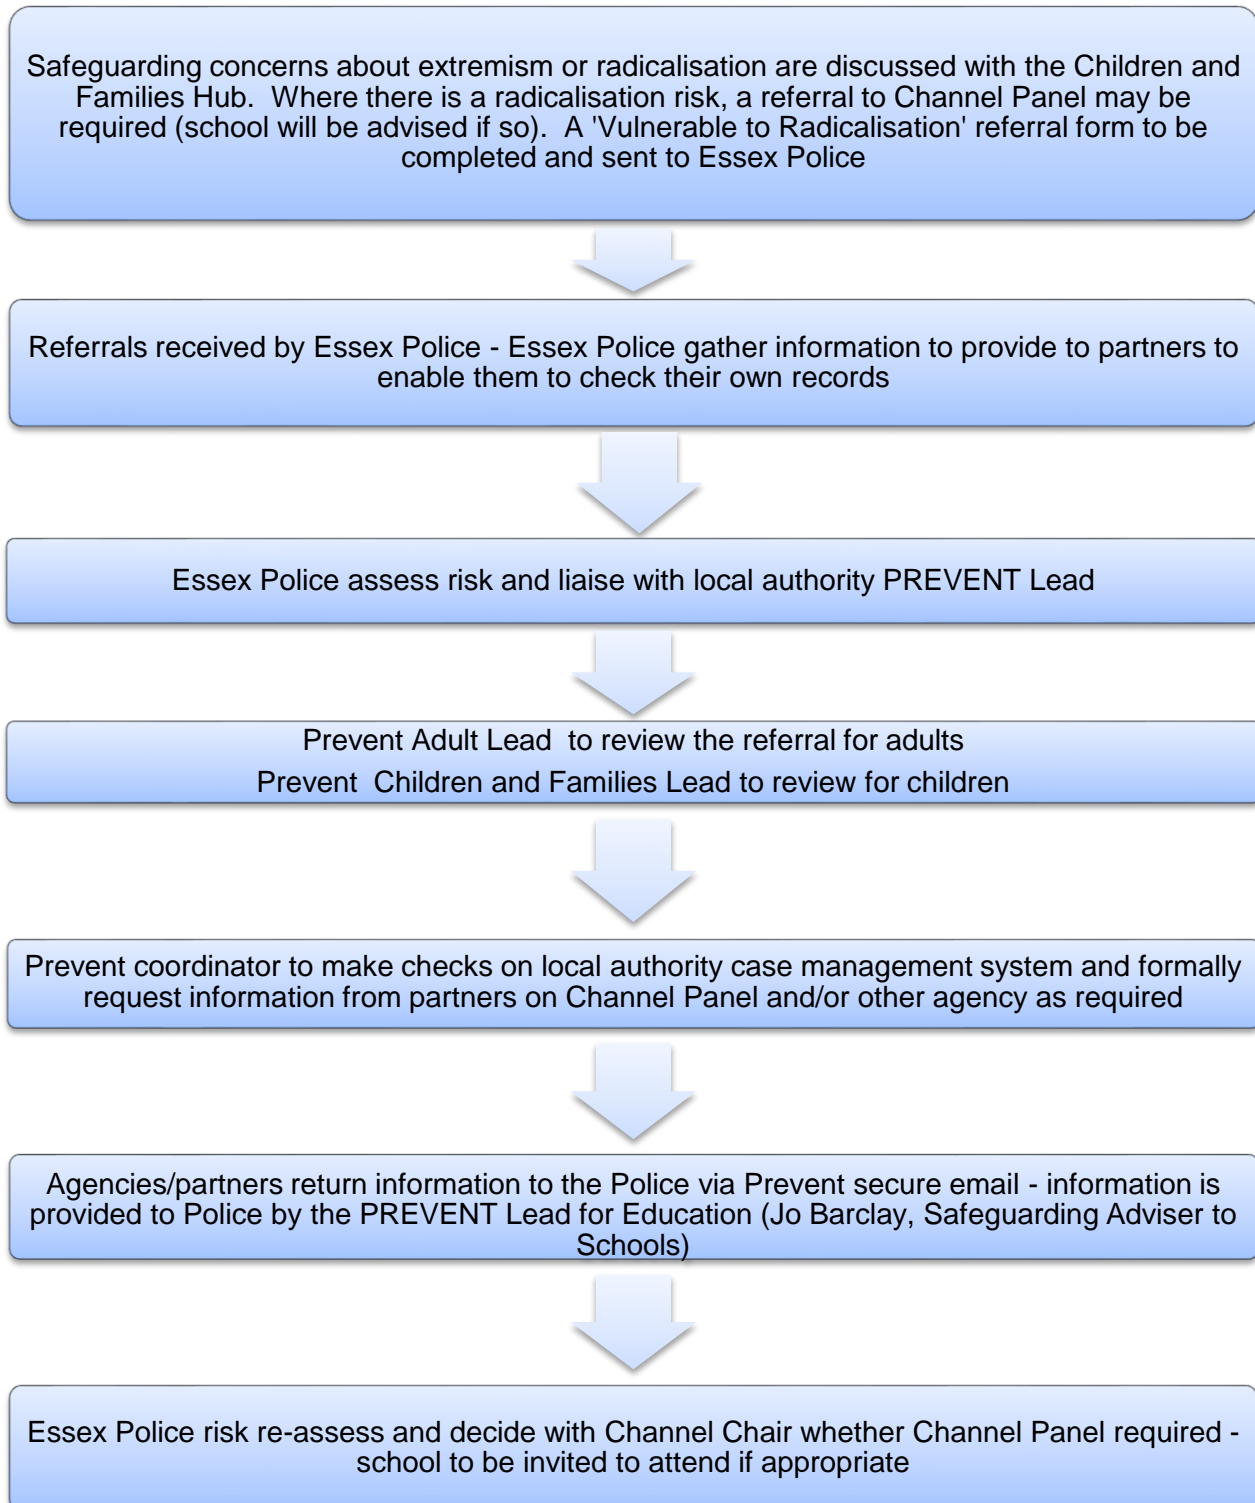 Safeguarding concerns about extremism or radicalisation are discussed with the Children and
Families Hub.  Where there is a radicalisation risk, a referral to Channel Panel may be
required (school will be advised if so).  A 'Vulnerable to Radicalisation' referral form to be
completed and sent to Essex Police
Referrals received by Essex Police - Essex Police gather information to provide to partners to
enable them to check their own records
Essex Police assess risk and liaise with local authority PREVENT Lead
Prevent Adult Lead  to review the referral for adults
Prevent  Children and Families Lead to review for children
Prevent coordinator to make checks on local authority case management system and formally
request information from partners on Channel Panel and/or other agency as required
Agencies/partners return information to the Police via Prevent secure email - information is
provided to Police by the PREVENT Lead for Education (Jo Barclay, Safeguarding Adviser to
Schools)
Essex Police risk re-assess and decide with Channel Chair whether Channel Panel required -
school to be invited to attend if appropriate